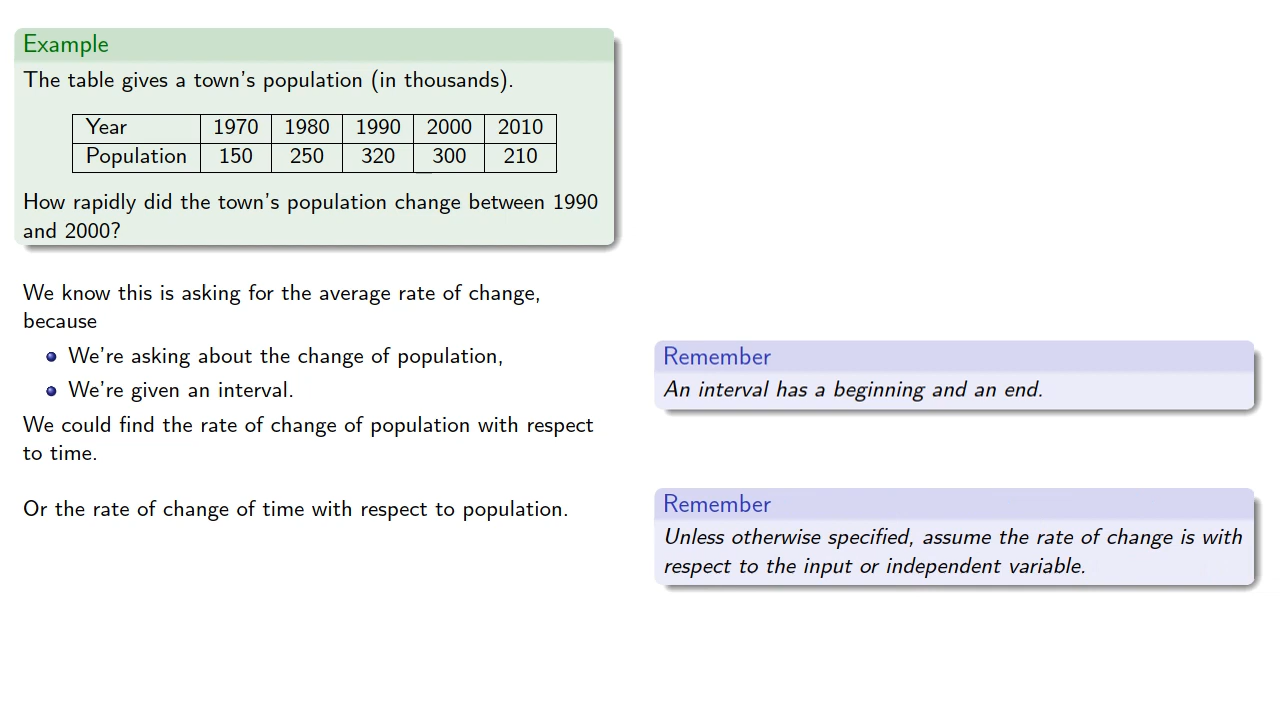 Example
The table gives a town's population (in thousands).
Year 1970 1980 1990 2000 2010
Population 150 250 320 300 210
How rapidly did the town's population change between 1990
and 2000?
We know this is asking for the average rate of change,
because
We're asking about the change of population,
We're given an interval.
We could find the rate of change of population with respect
to time.
Or the rate of change of time with respect to population.
Remember
An interval has a beginning and an end.
Remember
Unless otherwise specified, assume the rate of change is with
respect to the input or independent variable.